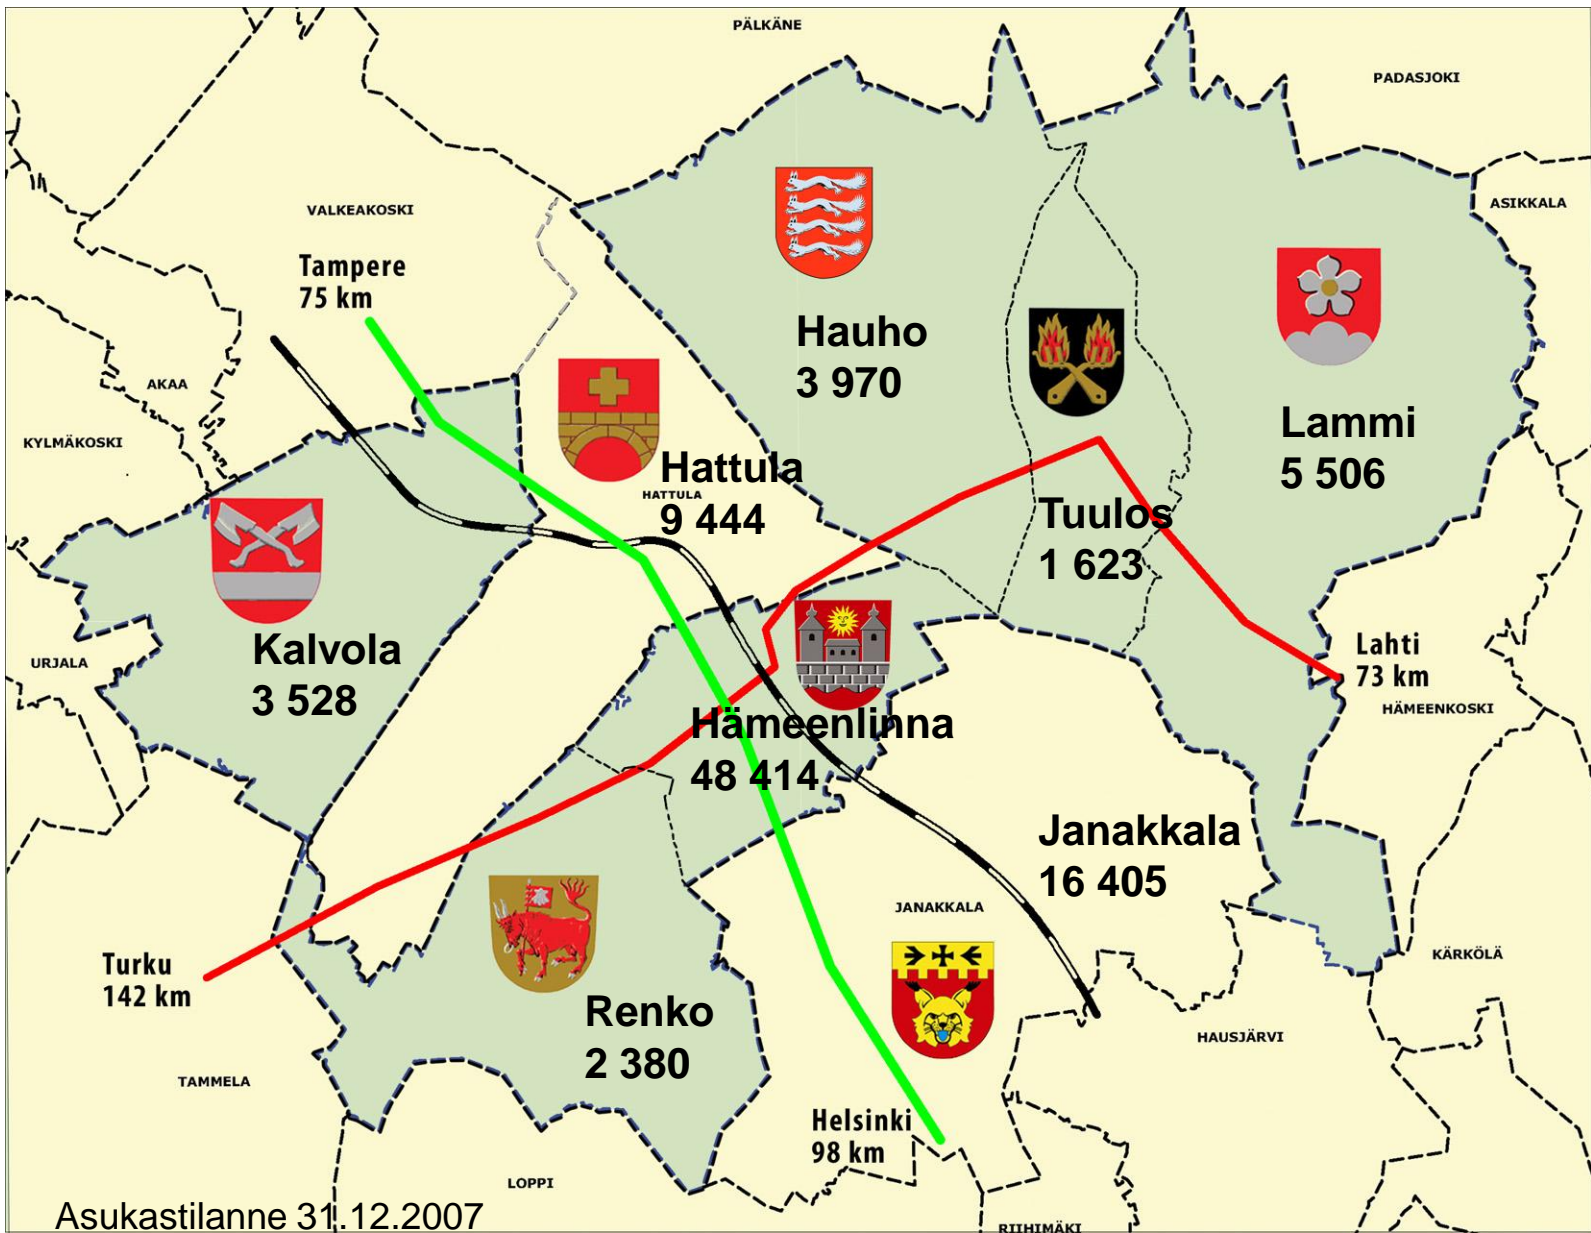 PÄLKÄNE
PADASJOKI
ASIKKALA
VALKEAKOSKI
Tampere
75 km
Hauho
3 970
AKAA
KYLMÄKOSKI
Lammi
5 506
Hattula
HATTULA
9 444
Tuulos
1 623
Kalvola
3 528
URJALA
Lahti
73 km
HÄMEENKOSKI
Hämeenlinna
48 414
Janakkala
16 405
JANAKKALA
Turku
142 km
KÄRKÖLÄ
Renko
2 380
HAUSJÄRVI
TAMMELA
Helsinki
98 km
LOPPI
Asukastilanne 31.12.2007
RIIHIMÄKI